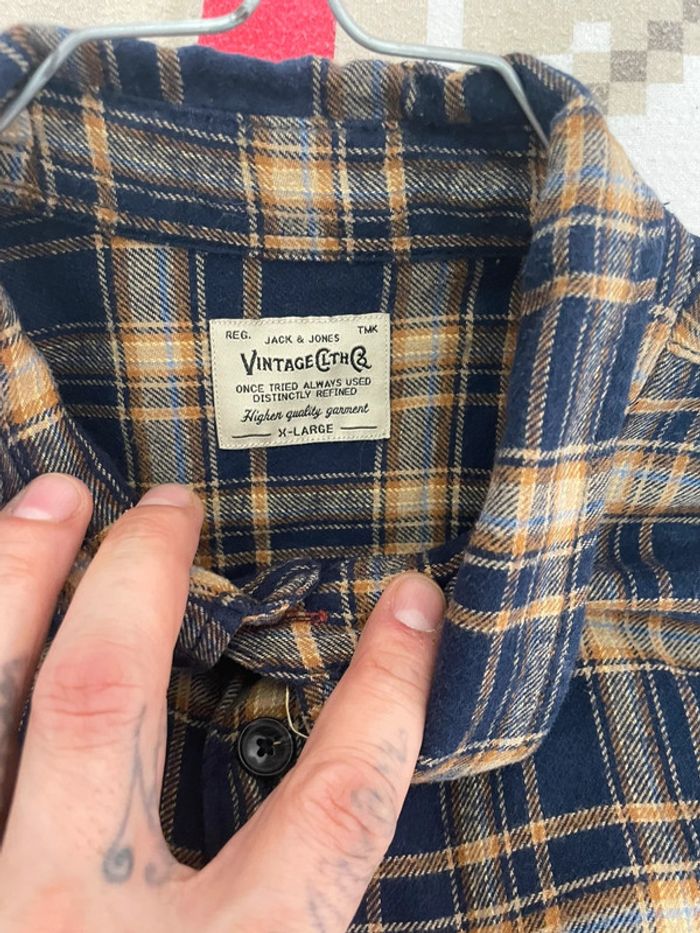 REG. JACK & JONES TMK
VINTAGE CLTH Co
ONCE TRIED ALWAYS USED
DISTINCTLY REFINED
Higher quality garment
X-LARGE